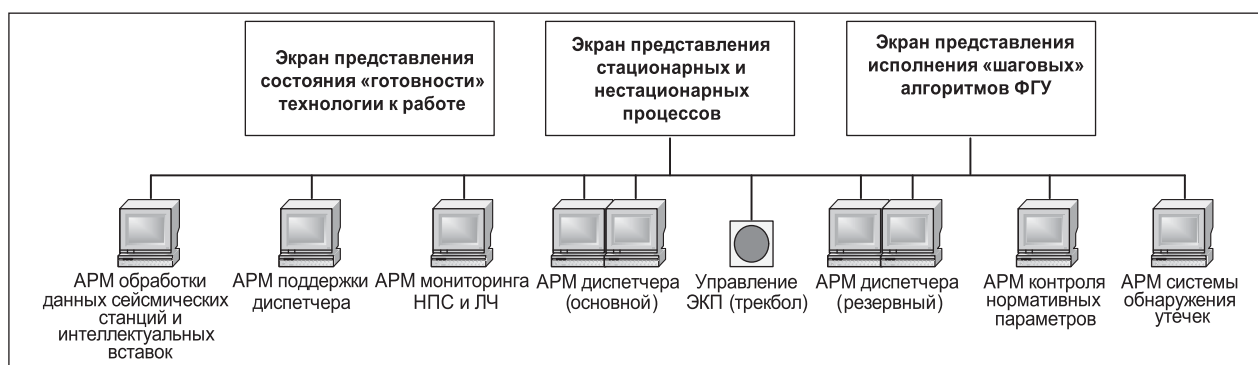 Экран представления
состояния «готовности»
технологии к работе
Экран представления
стационарных и
нестационарных
процессов
Экран представления
исполнения «шаговых»
алгоритмов ФГУ
АРМ обработки
данных сейсмических
станций и
интеллектуальных
вставок
АРМ поддержки
диспетчера
АРМ мониторинга
НПС и ЛЧ
АРМ диспетчера
(основной)
Управление
ЭКП (трекбол)
АРМ диспетчера
(резервный)
АРМ контроля
нормативных
параметров
АРМ системы
обнаружения
утечек